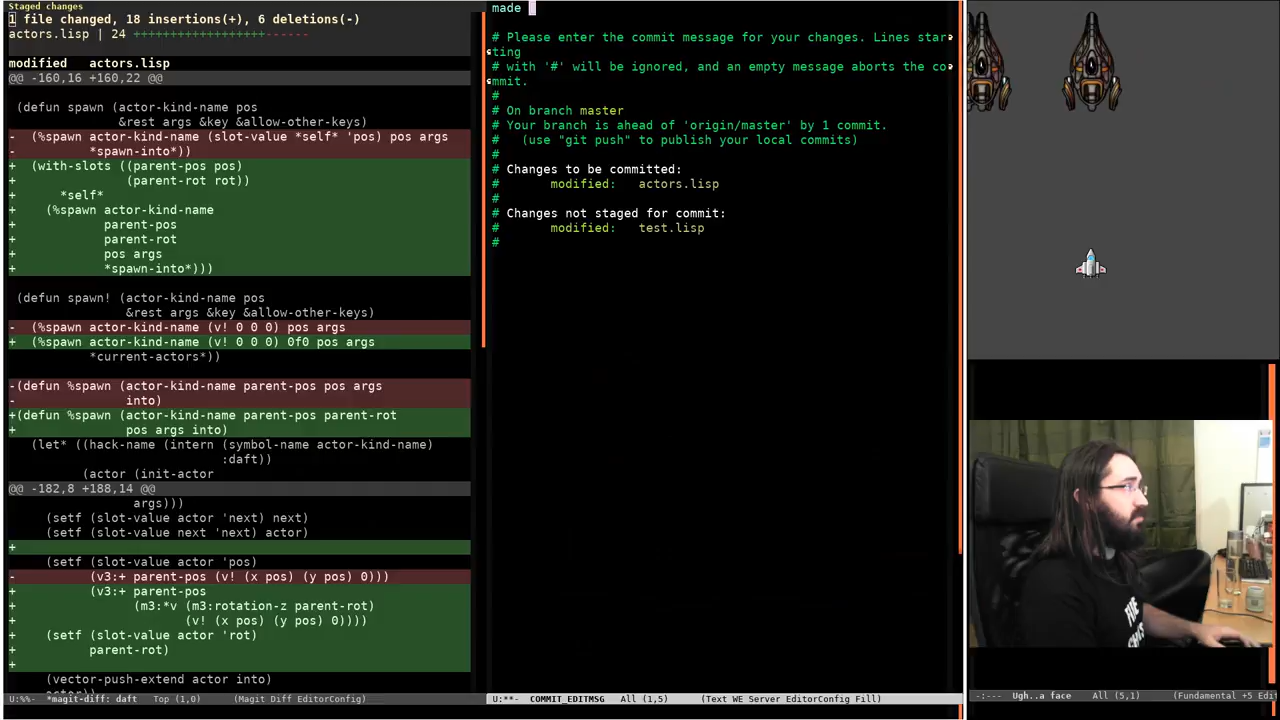 Staged changes
1 file changed, 18 insertions(+), 6 deletions(-)
actors.lisp | 24 ++++++++++++++++++------
modified   actors.lisp
@@ -160,16 +160,22 @@
(defun spawn (actor-kind-name pos
&rest args &key &allow-other-keys)
-  (%spawn actor-kind-name (slot-value *self* 'pos) pos args
-          *spawn-into*))
+  (with-slots ((parent-pos pos)
+               (parent-rot rot))
+      *self*
+    (%spawn actor-kind-name
+            parent-pos
+            parent-rot
+            pos args
+            *spawn-into*)))
(defun spawn! (actor-kind-name pos
&rest args &key &allow-other-keys)
-  (%spawn actor-kind-name (v! 0 0 0) pos args
+  (%spawn actor-kind-name (v! 0 0 0) 0f0 pos args
*current-actors*))
-(defun %spawn (actor-kind-name parent-pos pos args
-               into)
+(defun %spawn (actor-kind-name parent-pos parent-rot
+               pos args into)
(let* ((hack-name (intern (symbol-name actor-kind-name)
:daft))
(actor (init-actor
@@ -182,8 +188,14 @@
args)))
(setf (slot-value actor 'next) next)
(setf (slot-value next 'next) actor)
+
(setf (slot-value actor 'pos)
-          (v3:+ parent-pos (v! (x pos) (y pos) 0)))
+          (v3:+ parent-pos
+                (m3:*v (m3:rotation-z parent-rot)
+                       (v! (x pos) (y pos) 0))))
+    (setf (slot-value actor 'rot)
+          parent-rot)
+
(vector-push-extend actor into)
U:%%-  *magit-diff: daft    Top (1,0)     (Magit Diff EditorConfig)
made
# Please enter the commit message for your changes. Lines star
ting
# with '#' will be ignored, and an empty message aborts the co
mmit.
#
# On branch master
# Your branch is ahead of 'origin/master' by 1 commit.
#   (use "git push" to publish your local commits)
#
# Changes to be committed:
#       modified:   actors.lisp
#
# Changes not staged for commit:
#       modified:   test.lisp
#
U:**-  COMMIT_EDITMSG   All (1,5)     (Text WE Server EditorConfig Fill)
-:---  Ugh..a face   All (5,1)     (Fundamental +5 Edit